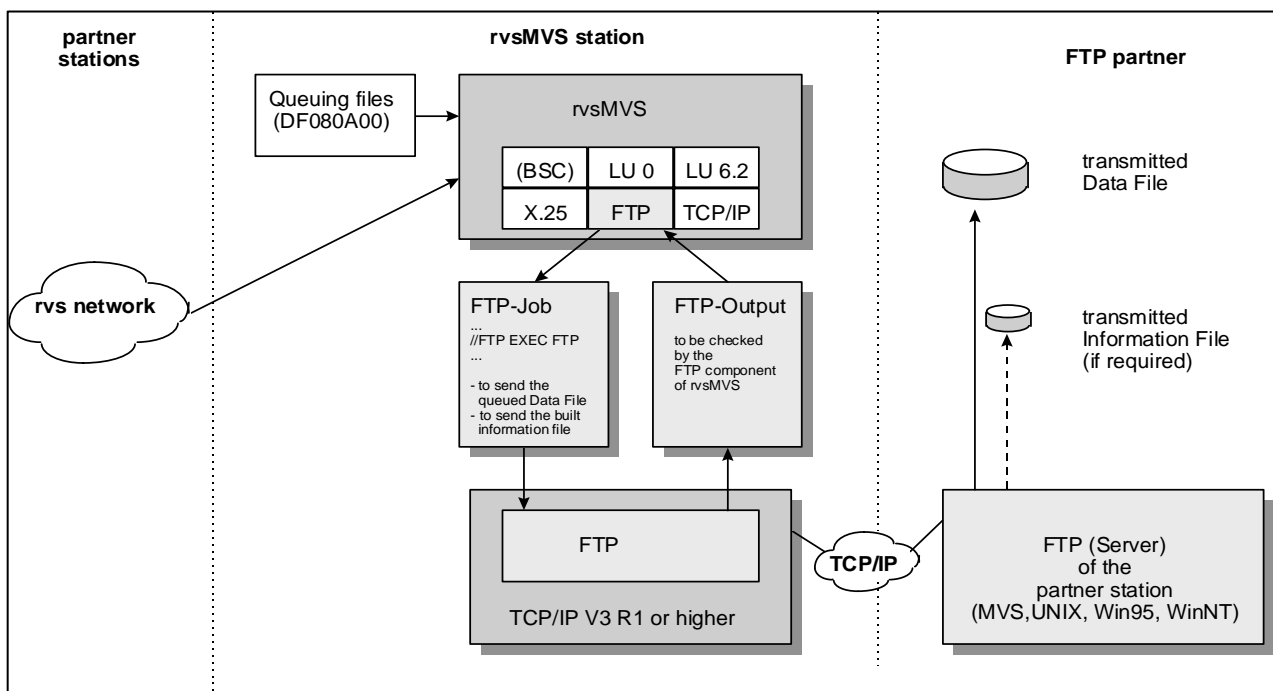 partner
stations
rvsMVS station
FTP partner
Queuing files
(DF080A00)
rvsMVS
(BSC)
LU 0
LU 6.2
X.25
FTP
TCP/IP
transmitted
Data File
rvs network
FTP-Job
...
//FTP EXEC FTP
...
- to send the
queued Data File
- to send the built
information file
FTP-Output
to be checked
by the
FTP component
of rvsMVS
transmitted
Information File
(if required)
FTP
TCP/IP V3 R1 or higher
TCP/IP
FTP (Server)
of the
partner station
(MVS,UNIX, Win95, WinNT)